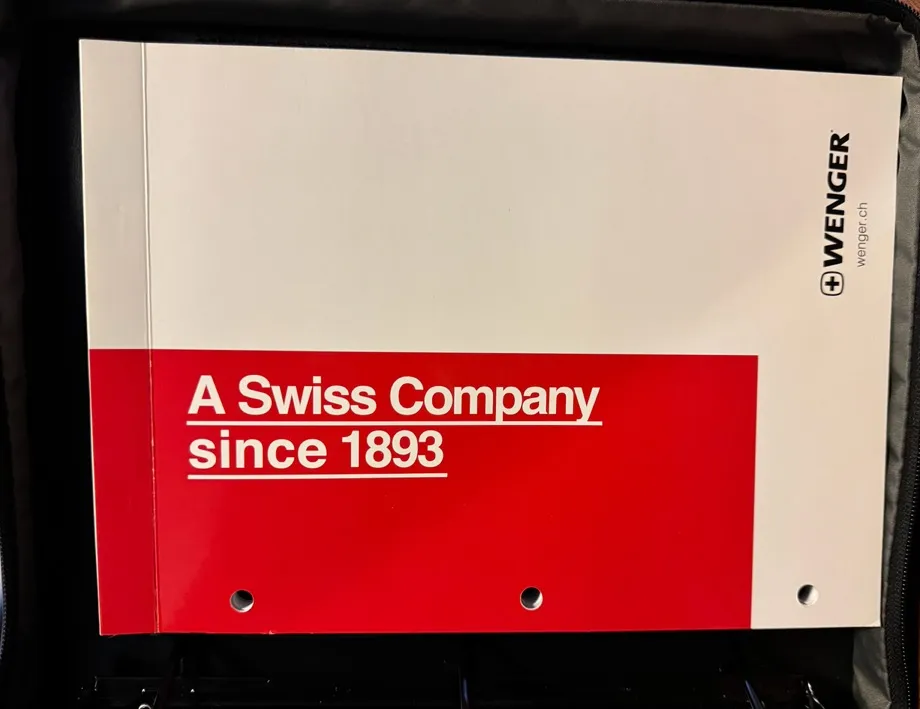 A Swiss Company
since 1893
WENGER
wenger.ch